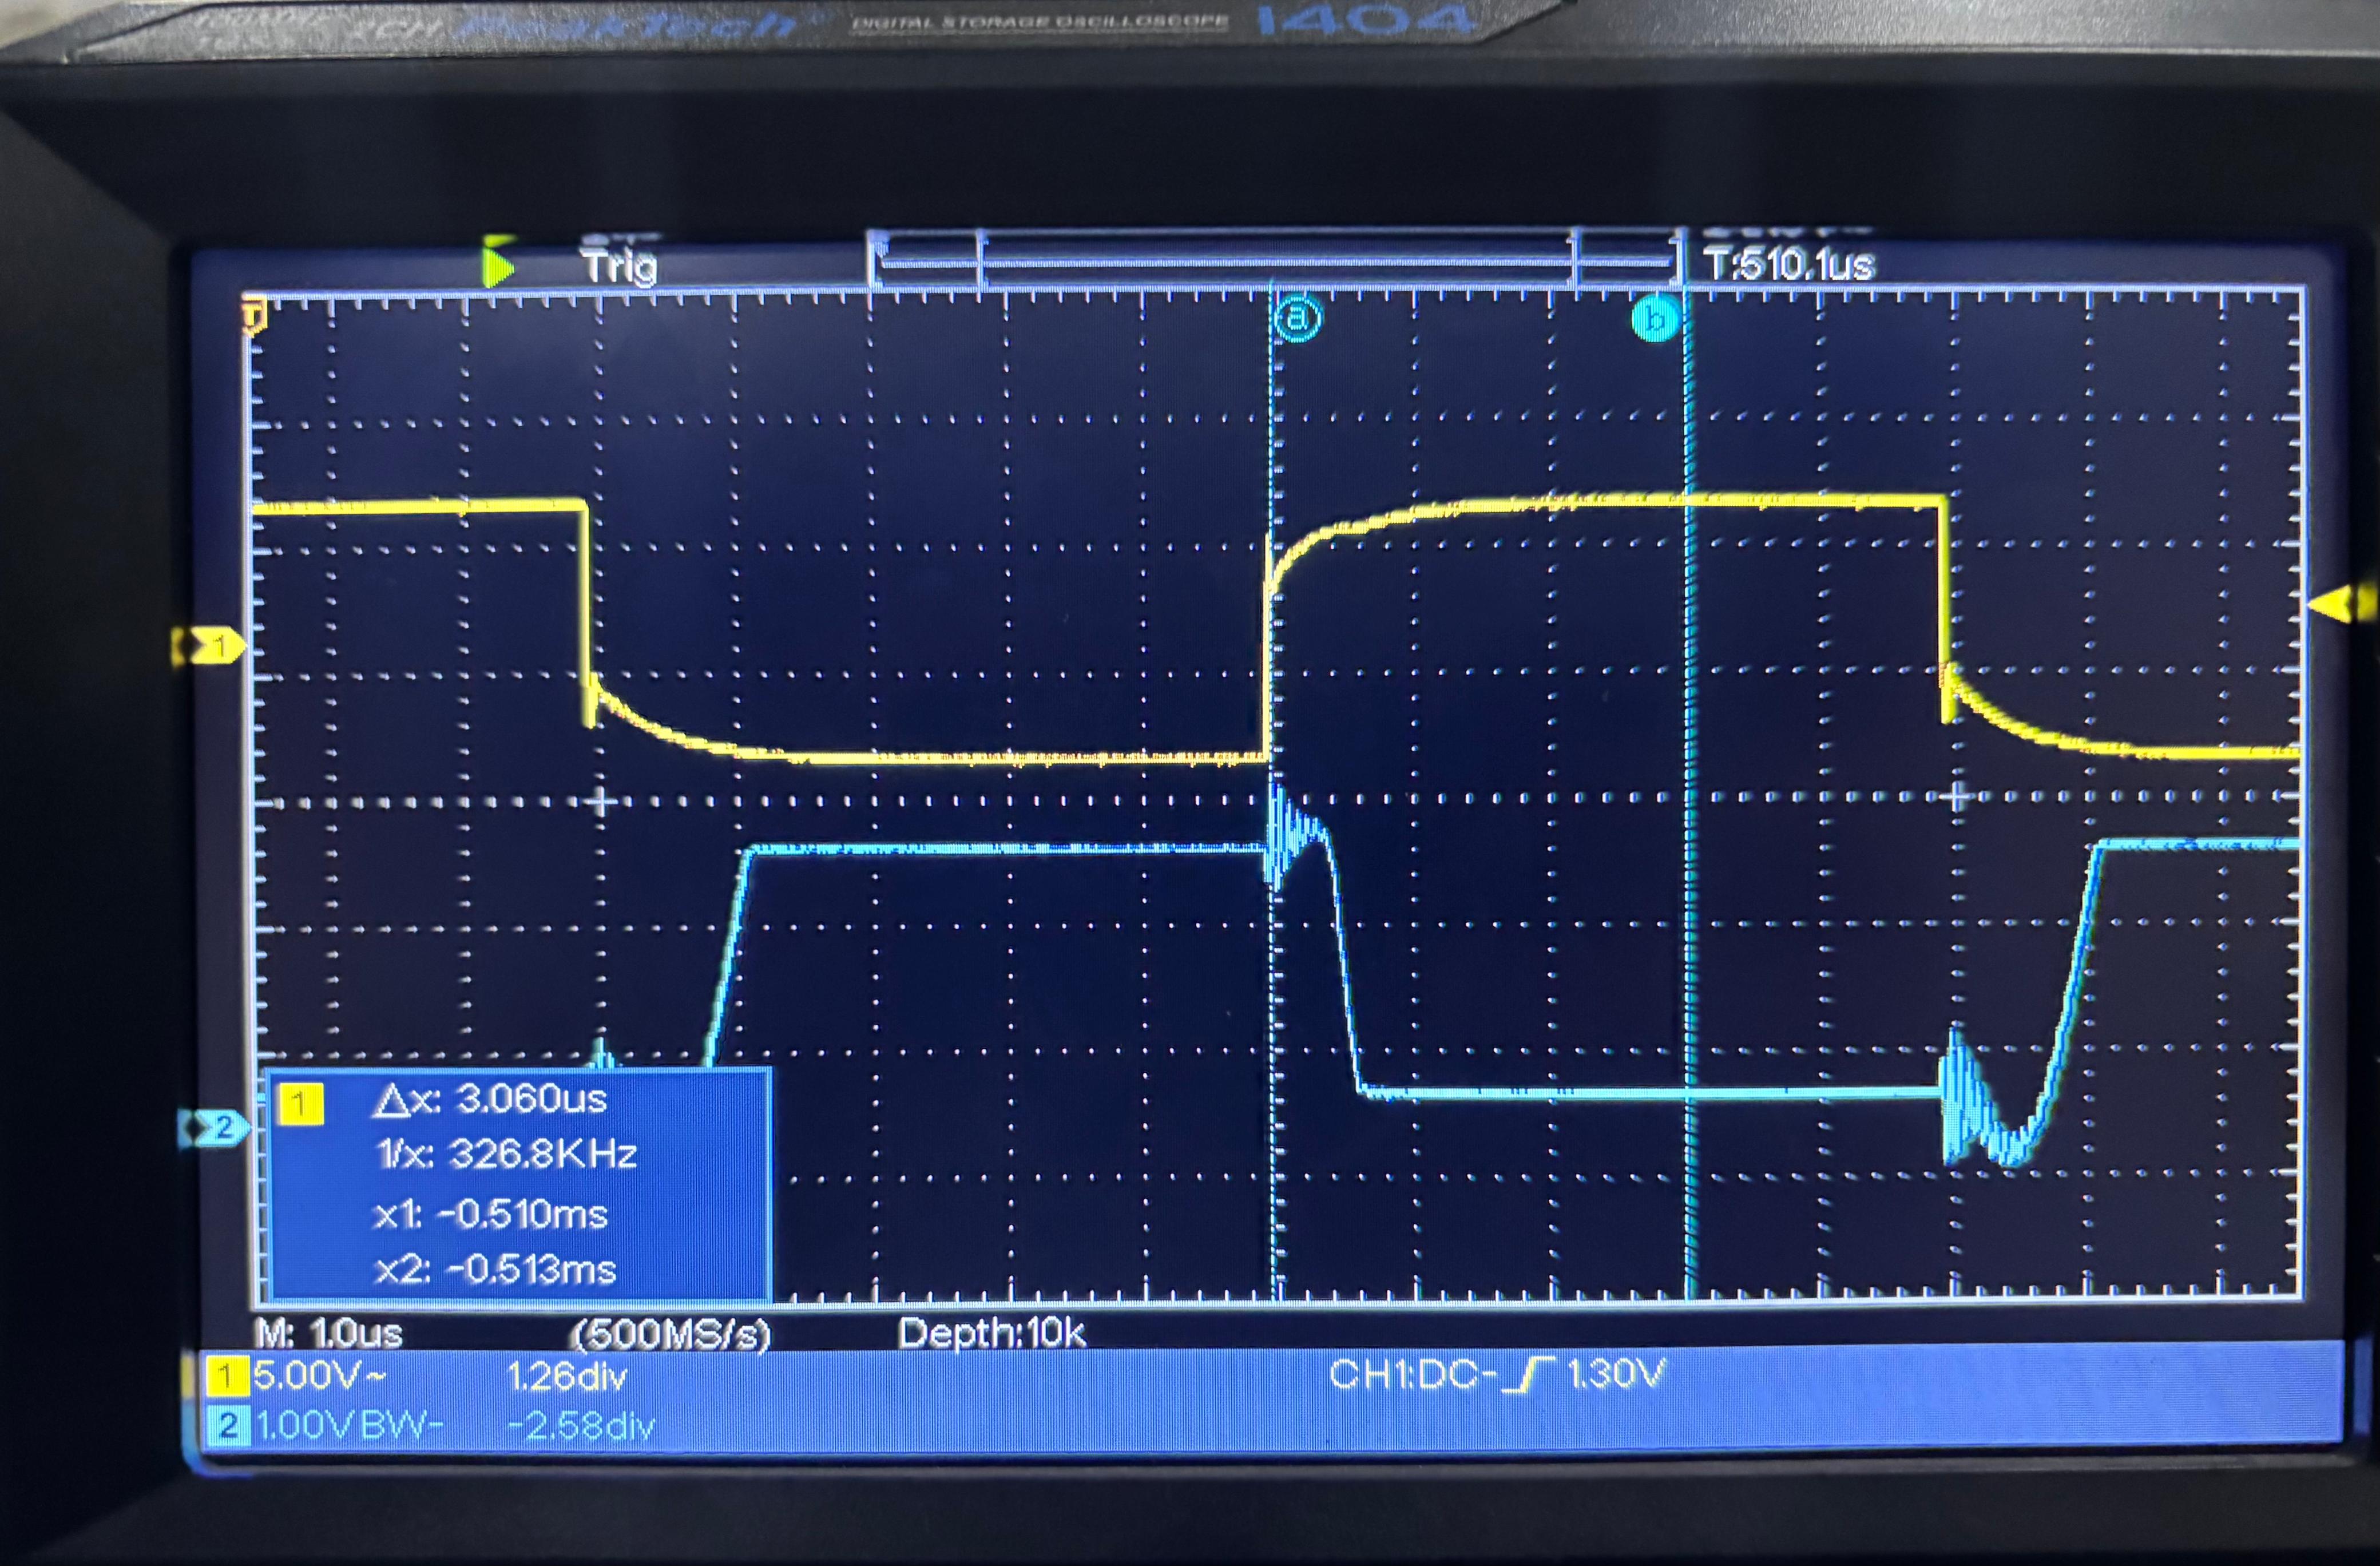 PeakTech® DIGITAL STORAGE OSCILLOSCOPE 1404
Trig
T:510.1us
T
a
b
1
2
1 Δx: 3.060us
1/x: 326.8KHz
x1: -0.510ms
x2: -0.513ms
M: 1.0us (500MS/s) Depth:10k
1 5.00V~ 1.26div CH1:DC- 1.30V
2 1.00VBW- -2.58div